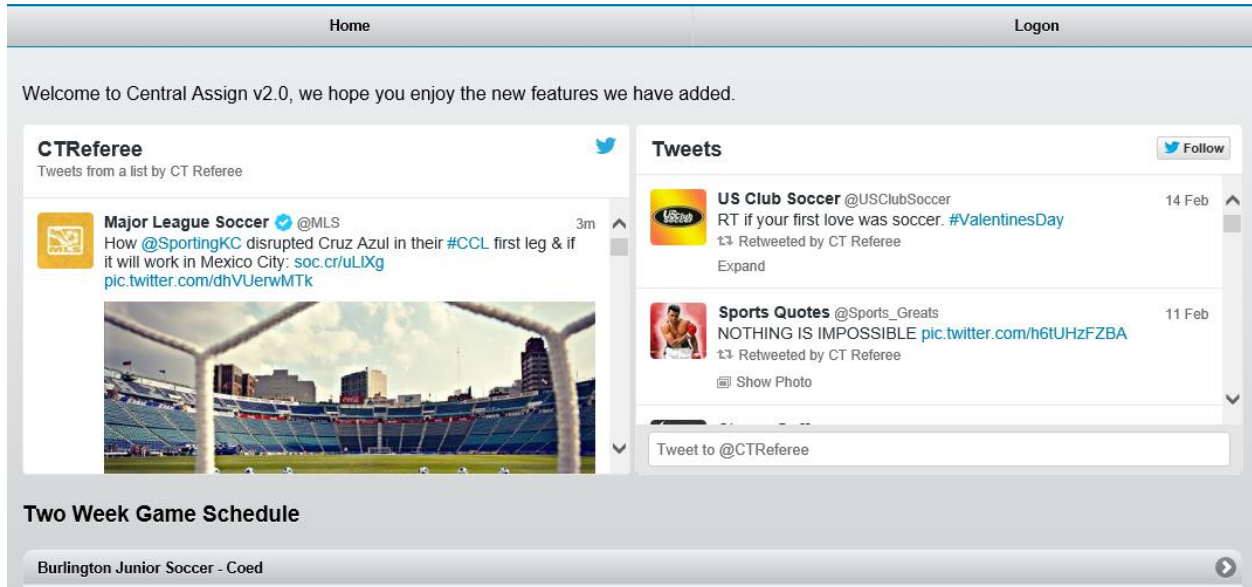 Home
Logon
Welcome to Central Assign v2.0, we hope you enjoy the new features we have added.
CTReferee
Tweets from a list by CT Referee
Major League Soccer @MLS
3m
How @SportingKC disrupted Cruz Azul in their #CCL first leg & if
it will work in Mexico City: soc.cr/uLlXg
pic.twitter.com/dhVUerwMTk
Tweets
Follow
US Club Soccer @USClubSoccer
14 Feb
RT if your first love was soccer. #ValentinesDay
Retweeted by CT Referee
Expand
Sports Quotes @Sports_Greats
11 Feb
NOTHING IS IMPOSSIBLE pic.twitter.com/h6tUHzFZBA
Retweeted by CT Referee
Show Photo
Tweet to @CTReferee
Two Week Game Schedule
Burlington Junior Soccer - Coed